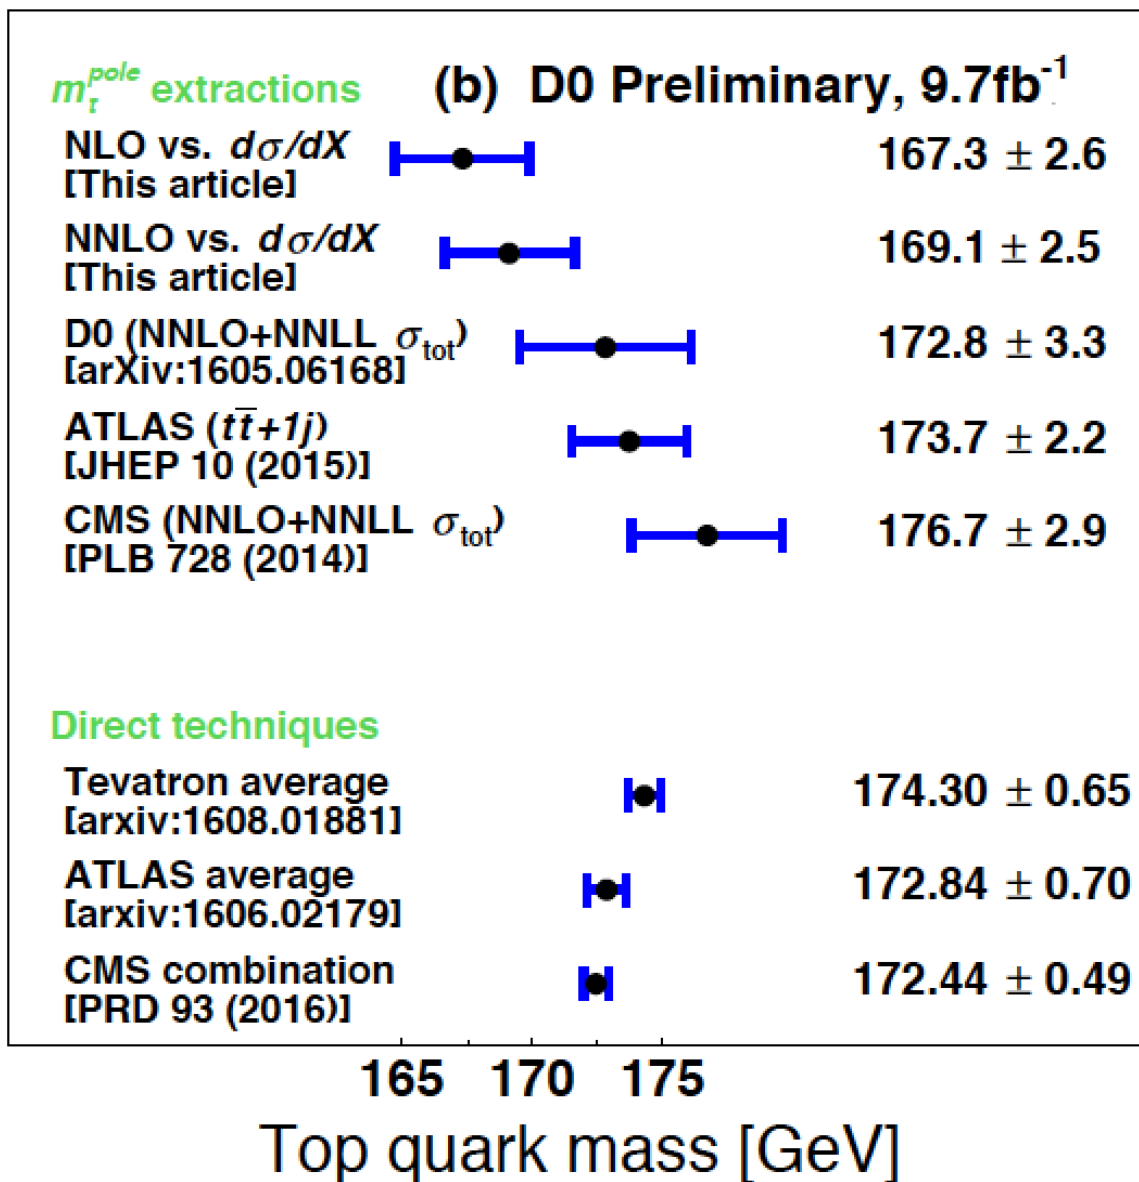 m_t^pole extractions (b) D0 Preliminary, 9.7fb^-1
NLO vs. dσ/dX 167.3 ± 2.6
[This article]
NNLO vs. dσ/dX 169.1 ± 2.5
[This article]
D0 (NNLO+NNLL σ_tot) 172.8 ± 3.3
[arXiv:1605.06168]
ATLAS (tt̄+1j) 173.7 ± 2.2
[JHEP 10 (2015)]
CMS (NNLO+NNLL σ_tot) 176.7 ± 2.9
[PLB 728 (2014)]
Direct techniques
Tevatron average 174.30 ± 0.65
[arxiv:1608.01881]
ATLAS average 172.84 ± 0.70
[arxiv:1606.02179]
CMS combination 172.44 ± 0.49
[PRD 93 (2016)]
165 170 175
Top quark mass [GeV]